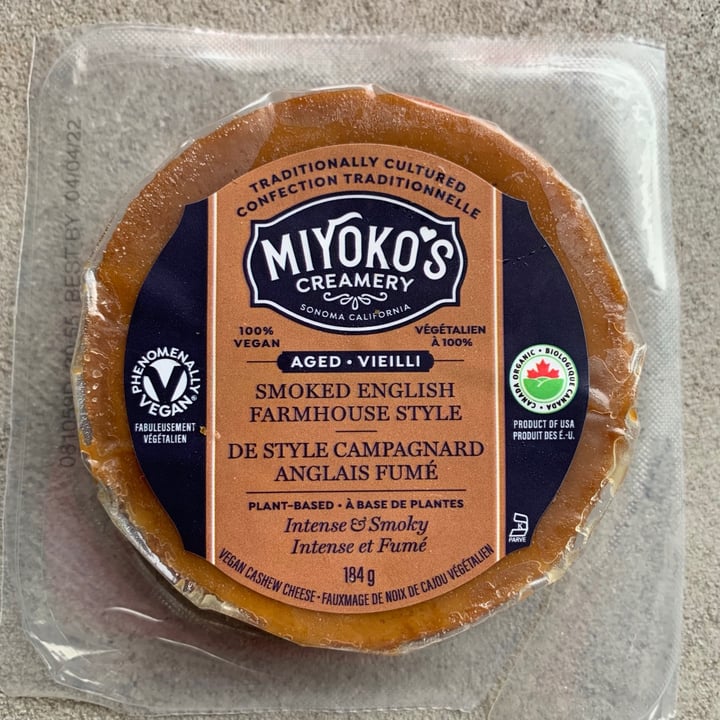 TRADITIONALLY CULTURED
CONFECTION TRADITIONNELLE
MIYOKO'S
CREAMERY
SONOMA CALIFORNIA
100%
VEGAN
VÉGÉTALIEN
À 100%
AGED • VIEILLI
SMOKED ENGLISH
FARMHOUSE STYLE
DE STYLE CAMPAGNARD
ANGLAIS FUMÉ
PLANT-BASED • À BASE DE PLANTES
Intense & Smoky
Intense et Fumé
184 g
VEGAN CASHEW CHEESE • FAUXMAGE DE NOIX DE CAJOU VÉGÉTALIEN
PHENOMENALLY
VEGAN
FABULEUSEMENT
VÉGÉTALIEN
CANADA ORGANIC • BIOLOGIQUE CANADA •
PRODUCT OF USA
PRODUIT DES É.-U.
K
PARVE
BEST BY 04/04/22